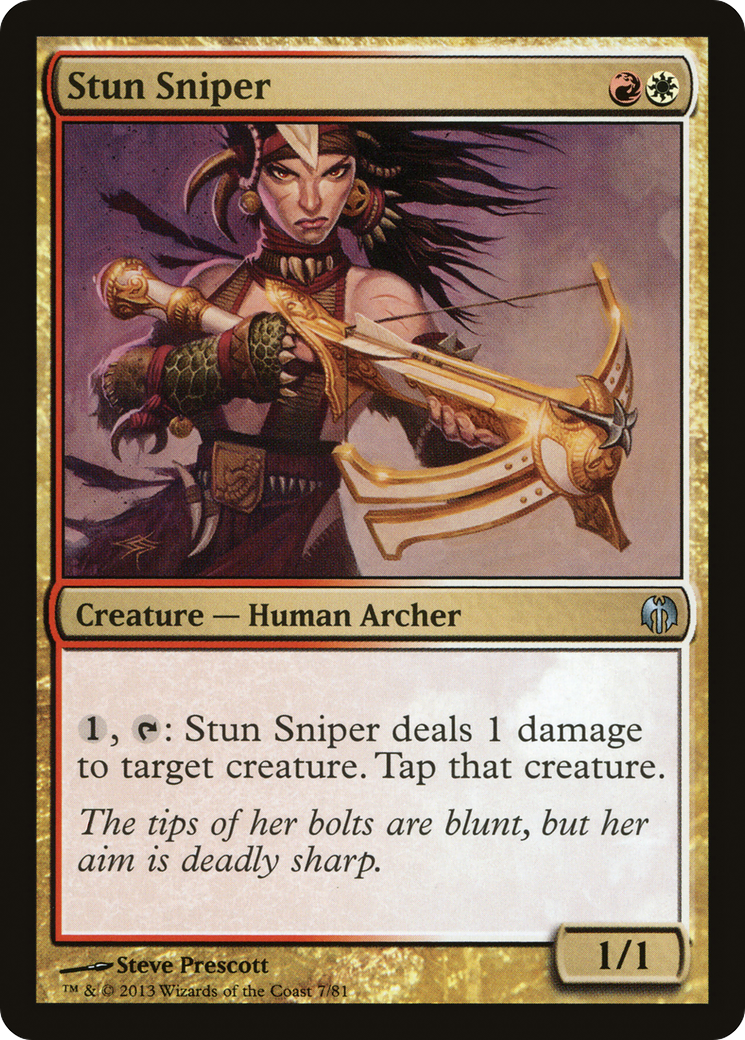 Stun Sniper
Creature — Human Archer
1, : Stun Sniper deals 1 damage
to target creature. Tap that creature.
The tips of her bolts are blunt, but her
aim is deadly sharp.
1/1
Steve Prescott
™ & © 2013 Wizards of the Coast 7/81